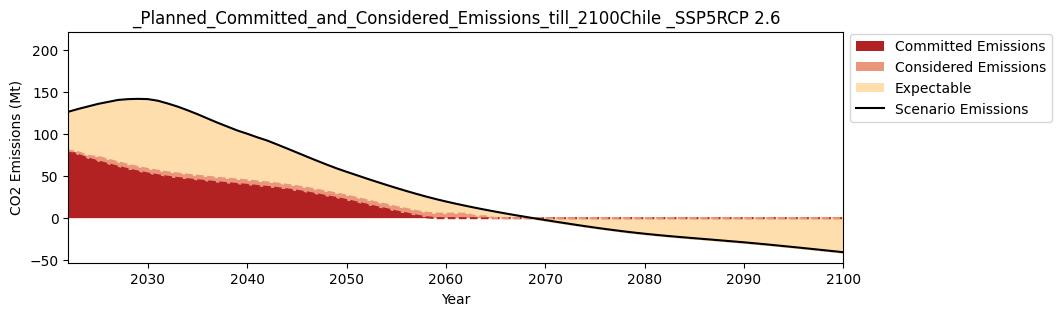 _Planned_Committed_and_Considered_Emissions_till_2100Chile _SSP5RCP 2.6
Committed Emissions
Considered Emissions
Expectable
Scenario Emissions
CO2 Emissions (Mt)
200
150
100
50
0
−50
2030 2040 2050 2060 2070 2080 2090 2100
Year